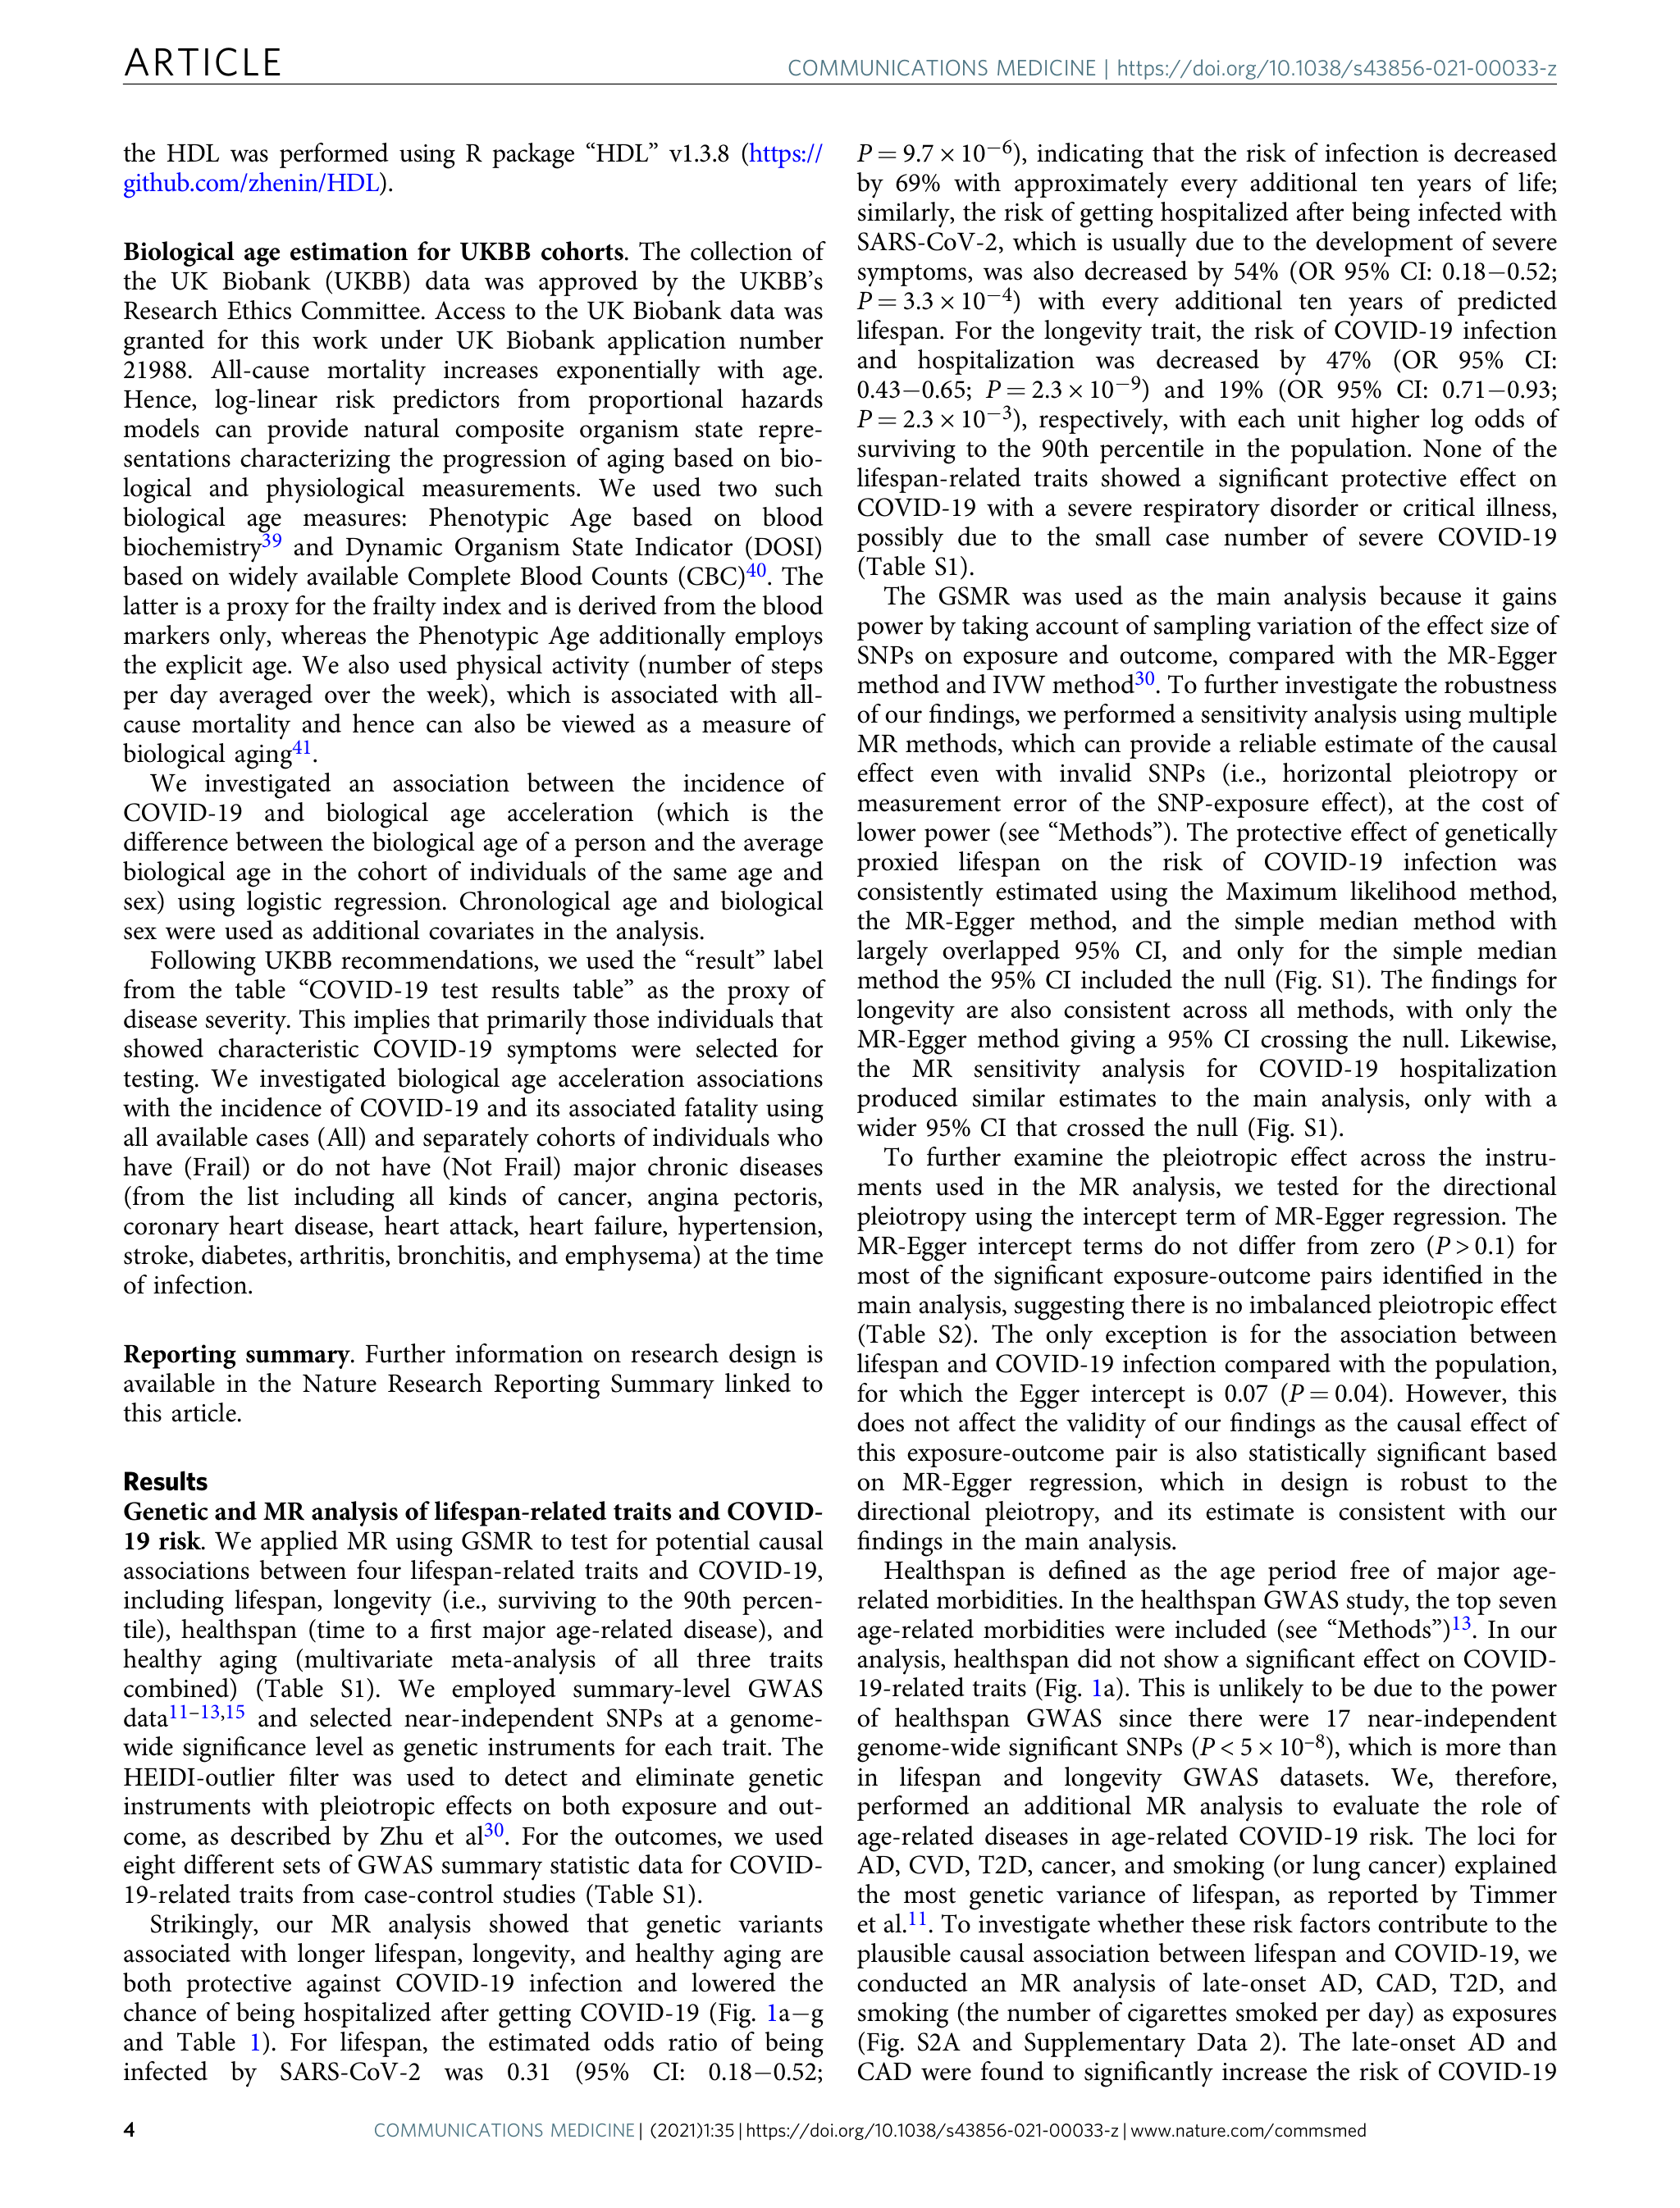 ARTICLE
COMMUNICATIONS MEDICINE | https://doi.org/10.1038/s43856-021-00033-z
the HDL was performed using R package “HDL” v1.3.8 (https://
github.com/zhenin/HDL).
Biological age estimation for UKBB cohorts. The collection of
the UK Biobank (UKBB) data was approved by the UKBB’s
Research Ethics Committee. Access to the UK Biobank data was
granted for this work under UK Biobank application number
21988. All-cause mortality increases exponentially with age.
Hence, log-linear risk predictors from proportional hazards
models can provide natural composite organism state repre-
sentations characterizing the progression of aging based on bio-
logical and physiological measurements. We used two such
biological age measures: Phenotypic Age based on blood
biochemistry39 and Dynamic Organism State Indicator (DOSI)
based on widely available Complete Blood Counts (CBC)40. The
latter is a proxy for the frailty index and is derived from the blood
markers only, whereas the Phenotypic Age additionally employs
the explicit age. We also used physical activity (number of steps
per day averaged over the week), which is associated with all-
cause mortality and hence can also be viewed as a measure of
biological aging41.
We investigated an association between the incidence of
COVID-19 and biological age acceleration (which is the
difference between the biological age of a person and the average
biological age in the cohort of individuals of the same age and
sex) using logistic regression. Chronological age and biological
sex were used as additional covariates in the analysis.
Following UKBB recommendations, we used the “result” label
from the table “COVID-19 test results table” as the proxy of
disease severity. This implies that primarily those individuals that
showed characteristic COVID-19 symptoms were selected for
testing. We investigated biological age acceleration associations
with the incidence of COVID-19 and its associated fatality using
all available cases (All) and separately cohorts of individuals who
have (Frail) or do not have (Not Frail) major chronic diseases
(from the list including all kinds of cancer, angina pectoris,
coronary heart disease, heart attack, heart failure, hypertension,
stroke, diabetes, arthritis, bronchitis, and emphysema) at the time
of infection.
Reporting summary. Further information on research design is
available in the Nature Research Reporting Summary linked to
this article.
Results
Genetic and MR analysis of lifespan-related traits and COVID-
19 risk. We applied MR using GSMR to test for potential causal
associations between four lifespan-related traits and COVID-19,
including lifespan, longevity (i.e., surviving to the 90th percen-
tile), healthspan (time to a first major age-related disease), and
healthy aging (multivariate meta-analysis of all three traits
combined) (Table S1). We employed summary-level GWAS
data11–13,15 and selected near-independent SNPs at a genome-
wide significance level as genetic instruments for each trait. The
HEIDI-outlier filter was used to detect and eliminate genetic
instruments with pleiotropic effects on both exposure and out-
come, as described by Zhu et al30. For the outcomes, we used
eight different sets of GWAS summary statistic data for COVID-
19-related traits from case-control studies (Table S1).
Strikingly, our MR analysis showed that genetic variants
associated with longer lifespan, longevity, and healthy aging are
both protective against COVID-19 infection and lowered the
chance of being hospitalized after getting COVID-19 (Fig. 1a−g
and Table 1). For lifespan, the estimated odds ratio of being
infected by SARS-CoV-2 was 0.31 (95% CI: 0.18−0.52;
P = 9.7 × 10−6), indicating that the risk of infection is decreased
by 69% with approximately every additional ten years of life;
similarly, the risk of getting hospitalized after being infected with
SARS-CoV-2, which is usually due to the development of severe
symptoms, was also decreased by 54% (OR 95% CI: 0.18−0.52;
P = 3.3 × 10−4) with every additional ten years of predicted
lifespan. For the longevity trait, the risk of COVID-19 infection
and hospitalization was decreased by 47% (OR 95% CI:
0.43−0.65; P = 2.3 × 10−9) and 19% (OR 95% CI: 0.71−0.93;
P = 2.3 × 10−3), respectively, with each unit higher log odds of
surviving to the 90th percentile in the population. None of the
lifespan-related traits showed a significant protective effect on
COVID-19 with a severe respiratory disorder or critical illness,
possibly due to the small case number of severe COVID-19
(Table S1).
The GSMR was used as the main analysis because it gains
power by taking account of sampling variation of the effect size of
SNPs on exposure and outcome, compared with the MR-Egger
method and IVW method30. To further investigate the robustness
of our findings, we performed a sensitivity analysis using multiple
MR methods, which can provide a reliable estimate of the causal
effect even with invalid SNPs (i.e., horizontal pleiotropy or
measurement error of the SNP-exposure effect), at the cost of
lower power (see “Methods”). The protective effect of genetically
proxied lifespan on the risk of COVID-19 infection was
consistently estimated using the Maximum likelihood method,
the MR-Egger method, and the simple median method with
largely overlapped 95% CI, and only for the simple median
method the 95% CI included the null (Fig. S1). The findings for
longevity are also consistent across all methods, with only the
MR-Egger method giving a 95% CI crossing the null. Likewise,
the MR sensitivity analysis for COVID-19 hospitalization
produced similar estimates to the main analysis, only with a
wider 95% CI that crossed the null (Fig. S1).
To further examine the pleiotropic effect across the instru-
ments used in the MR analysis, we tested for the directional
pleiotropy using the intercept term of MR-Egger regression. The
MR-Egger intercept terms do not differ from zero (P > 0.1) for
most of the significant exposure-outcome pairs identified in the
main analysis, suggesting there is no imbalanced pleiotropic effect
(Table S2). The only exception is for the association between
lifespan and COVID-19 infection compared with the population,
for which the Egger intercept is 0.07 (P = 0.04). However, this
does not affect the validity of our findings as the causal effect of
this exposure-outcome pair is also statistically significant based
on MR-Egger regression, which in design is robust to the
directional pleiotropy, and its estimate is consistent with our
findings in the main analysis.
Healthspan is defined as the age period free of major age-
related morbidities. In the healthspan GWAS study, the top seven
age-related morbidities were included (see “Methods”)13. In our
analysis, healthspan did not show a significant effect on COVID-
19-related traits (Fig. 1a). This is unlikely to be due to the power
of healthspan GWAS since there were 17 near-independent
genome-wide significant SNPs (P < 5 × 10–8), which is more than
in lifespan and longevity GWAS datasets. We, therefore,
performed an additional MR analysis to evaluate the role of
age-related diseases in age-related COVID-19 risk. The loci for
AD, CVD, T2D, cancer, and smoking (or lung cancer) explained
the most genetic variance of lifespan, as reported by Timmer
et al.11. To investigate whether these risk factors contribute to the
plausible causal association between lifespan and COVID-19, we
conducted an MR analysis of late-onset AD, CAD, T2D, and
smoking (the number of cigarettes smoked per day) as exposures
(Fig. S2A and Supplementary Data 2). The late-onset AD and
CAD were found to significantly increase the risk of COVID-19
4
COMMUNICATIONS MEDICINE | (2021) 1:35 | https://doi.org/10.1038/s43856-021-00033-z | www.nature.com/commsmed